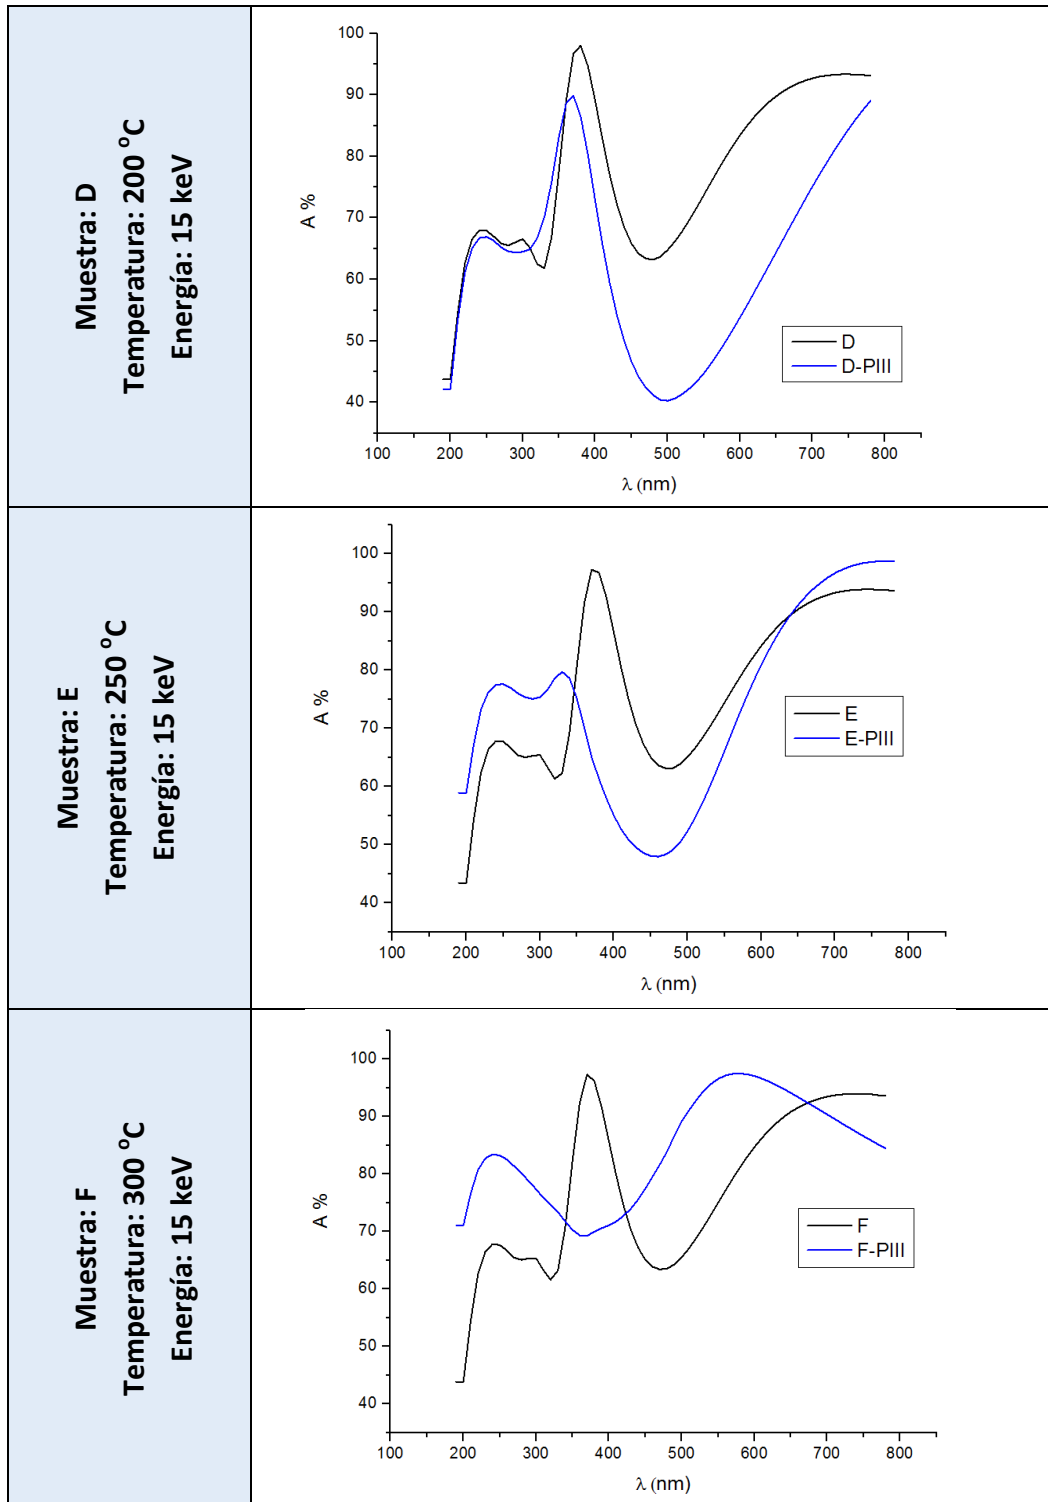 Muestra: D
Temperatura: 200 °C
Energía: 15 keV
100
90
80
70
60
50
40
A %
100 200 300 400 500 600 700 800
λ (nm)
D
D-PIII
Muestra: E
Temperatura: 250 °C
Energía: 15 keV
100
90
80
70
60
50
40
A %
100 200 300 400 500 600 700 800
λ (nm)
E
E-PIII
Muestra: F
Temperatura: 300 °C
Energía: 15 keV
100
90
80
70
60
50
40
A %
100 200 300 400 500 600 700 800
λ (nm)
F
F-PIII